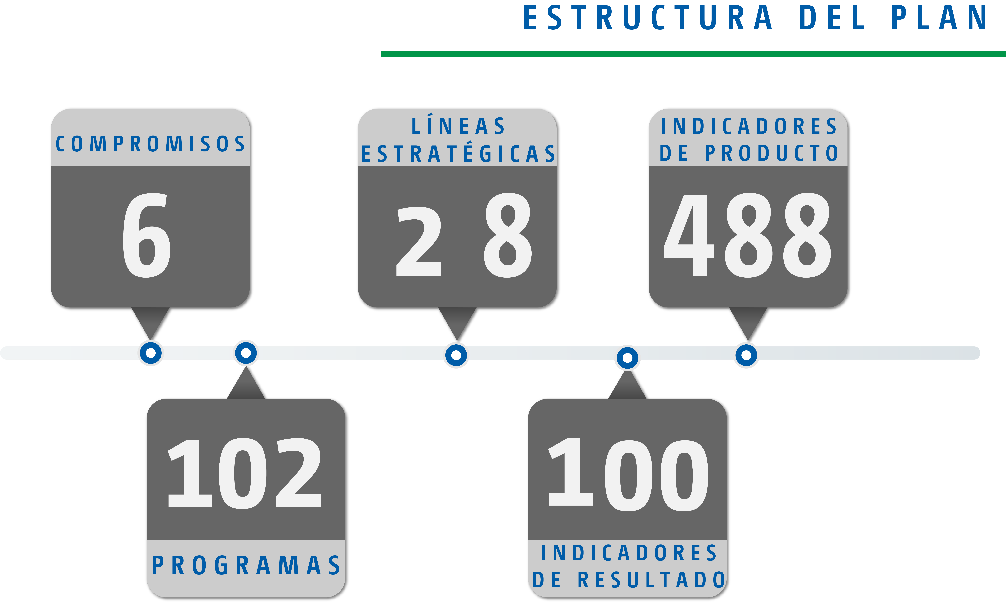 ESTRUCTURA DEL PLAN
COMPROMISOS
6
LÍNEAS
ESTRATÉGICAS
2 8
INDICADORES
DE PRODUCTO
488
102
PROGRAMAS
100
INDICADORES
DE RESULTADO